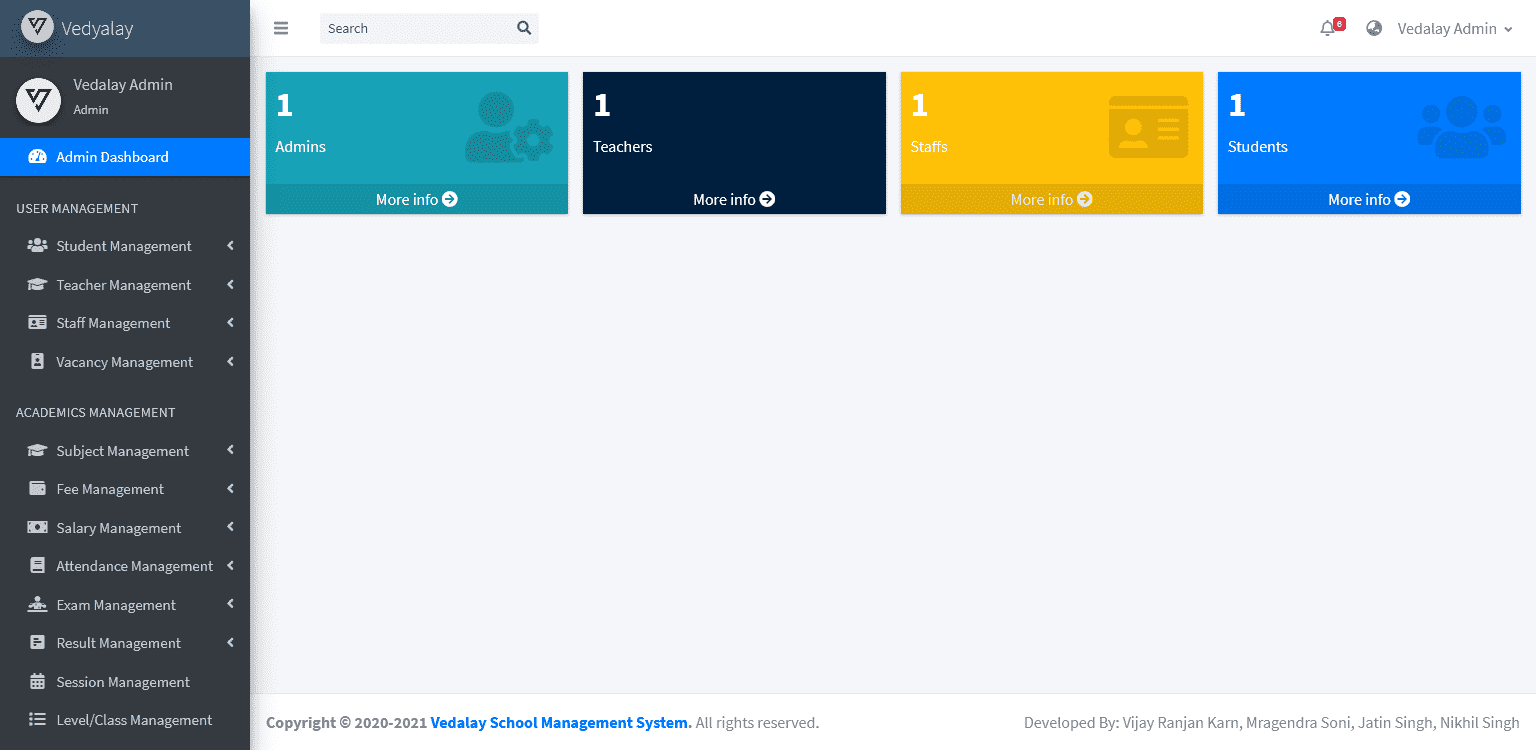 Vedyalay
Vedalay Admin
Admin
Admin Dashboard
USER MANAGEMENT
Student Management
Teacher Management
Staff Management
Vacancy Management
ACADEMICS MANAGEMENT
Subject Management
Fee Management
Salary Management
Attendance Management
Exam Management
Result Management
Session Management
Level/Class Management
Search
6
Vedalay Admin
1
Admins
More info
1
Teachers
More info
1
Staffs
More info
1
Students
More info
Copyright © 2020-2021 Vedalay School Management System. All rights reserved.
Developed By: Vijay Ranjan Karn, Mragendra Soni, Jatin Singh, Nikhil Singh